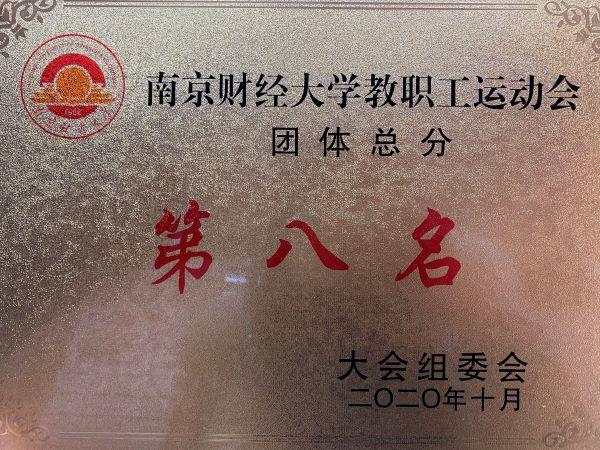 南京财经大学教职工运动会
团体总分
第八名
大会组委会
二〇二〇年十月